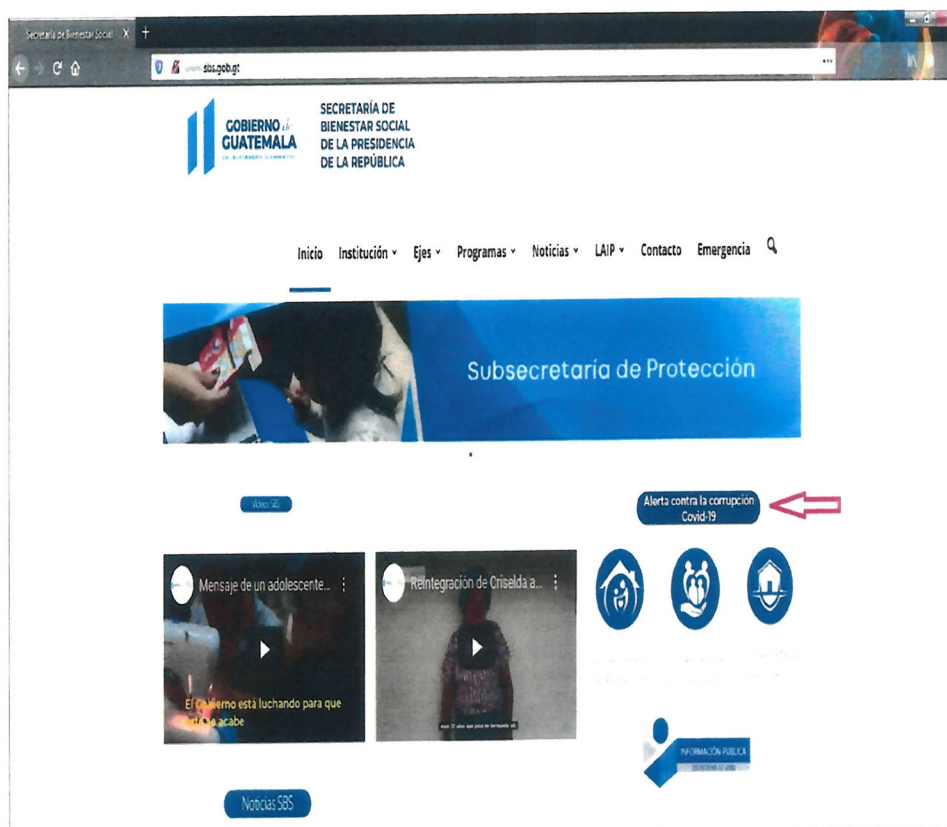 Secretaría de Bienestar Social X +
sbs.gob.gt
GOBIERNO de
GUATEMALA
SECRETARÍA DE
BIENESTAR SOCIAL
DE LA PRESIDENCIA
DE LA REPÚBLICA
Inicio Institución Ejes Programas Noticias LAIP Contacto Emergencia
Subsecretaría de Protección
Videos SBS
Alerta contra la corrupción
Covid-19
Mensaje de un adolescente...
El Gobierno está luchando para que
acabe
Reintegración de Criselda a...
INFORMACIÓN PÚBLICA
Noticias SBS